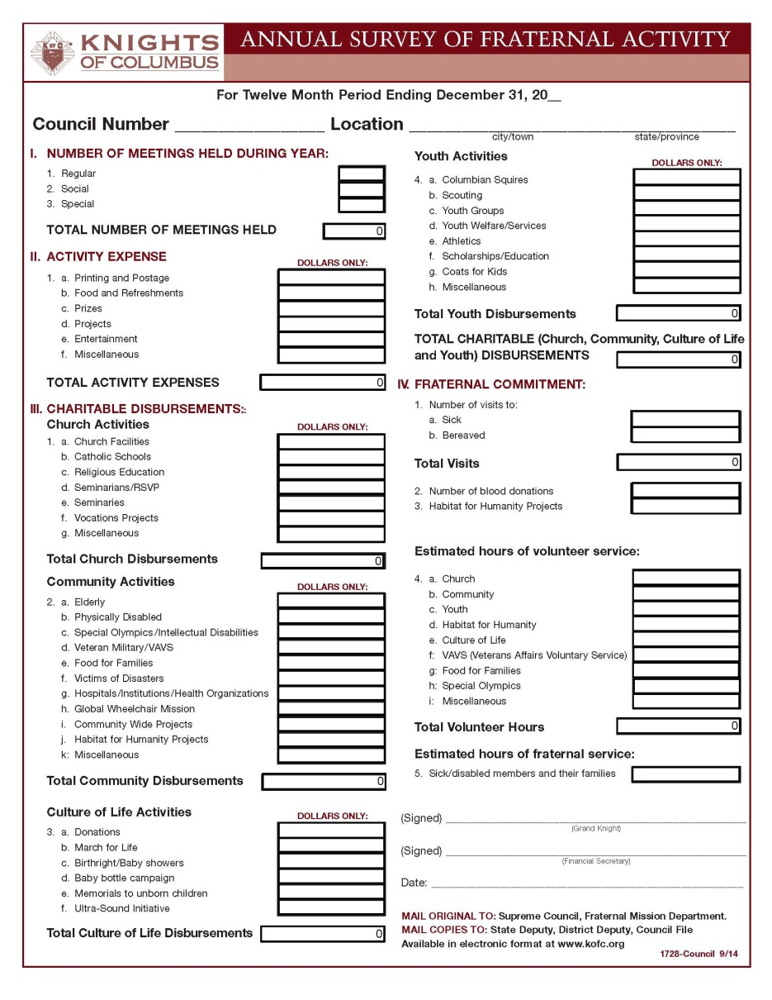 K OF C
KNIGHTS
OF COLUMBUS
ANNUAL SURVEY OF FRATERNAL ACTIVITY
For Twelve Month Period Ending December 31, 20__
Council Number _______________ Location _________________________________
city/town state/province
I. NUMBER OF MEETINGS HELD DURING YEAR:
1. Regular
2. Social
3. Special
TOTAL NUMBER OF MEETINGS HELD 0
II. ACTIVITY EXPENSE
DOLLARS ONLY:
1. a. Printing and Postage
b. Food and Refreshments
c. Prizes
d. Projects
e. Entertainment
f. Miscellaneous
TOTAL ACTIVITY EXPENSES 0
III. CHARITABLE DISBURSEMENTS::
Church Activities
DOLLARS ONLY:
1. a. Church Facilities
b. Catholic Schools
c. Religious Education
d. Seminarians/RSVP
e. Seminaries
f. Vocations Projects
g. Miscellaneous
Total Church Disbursements 0
Community Activities
DOLLARS ONLY:
2. a. Elderly
b. Physically Disabled
c. Special Olympics/Intellectual Disabilities
d. Veteran Military/VAVS
e. Food for Families
f. Victims of Disasters
g. Hospitals/Institutions/Health Organizations
h. Global Wheelchair Mission
i. Community Wide Projects
j. Habitat for Humanity Projects
k: Miscellaneous
Total Community Disbursements 0
Culture of Life Activities
DOLLARS ONLY:
3. a. Donations
b. March for Life
c. Birthright/Baby showers
d. Baby bottle campaign
e. Memorials to unborn children
f. Ultra-Sound Initiative
Total Culture of Life Disbursements 0
Youth Activities
DOLLARS ONLY:
4. a. Columbian Squires
b. Scouting
c. Youth Groups
d. Youth Welfare/Services
e. Athletics
f. Scholarships/Education
g. Coats for Kids
h. Miscellaneous
Total Youth Disbursements 0
TOTAL CHARITABLE (Church, Community, Culture of Life
and Youth) DISBURSEMENTS 0
IV. FRATERNAL COMMITMENT:
1. Number of visits to:
a. Sick
b. Bereaved
Total Visits 0
2. Number of blood donations
3. Habitat for Humanity Projects
Estimated hours of volunteer service:
4. a. Church
b. Community
c. Youth
d. Habitat for Humanity
e. Culture of Life
f: VAVS (Veterans Affairs Voluntary Service)
g: Food for Families
h: Special Olympics
i: Miscellaneous
Total Volunteer Hours 0
Estimated hours of fraternal service:
5. Sick/disabled members and their families
(Signed) ______________________________
(Grand Knight)
(Signed) ______________________________
(Financial Secretary)
Date: ______________________________
MAIL ORIGINAL TO: Supreme Council, Fraternal Mission Department.
MAIL COPIES TO: State Deputy, District Deputy, Council File
Available in electronic format at www.kofc.org
1728-Council 9/14